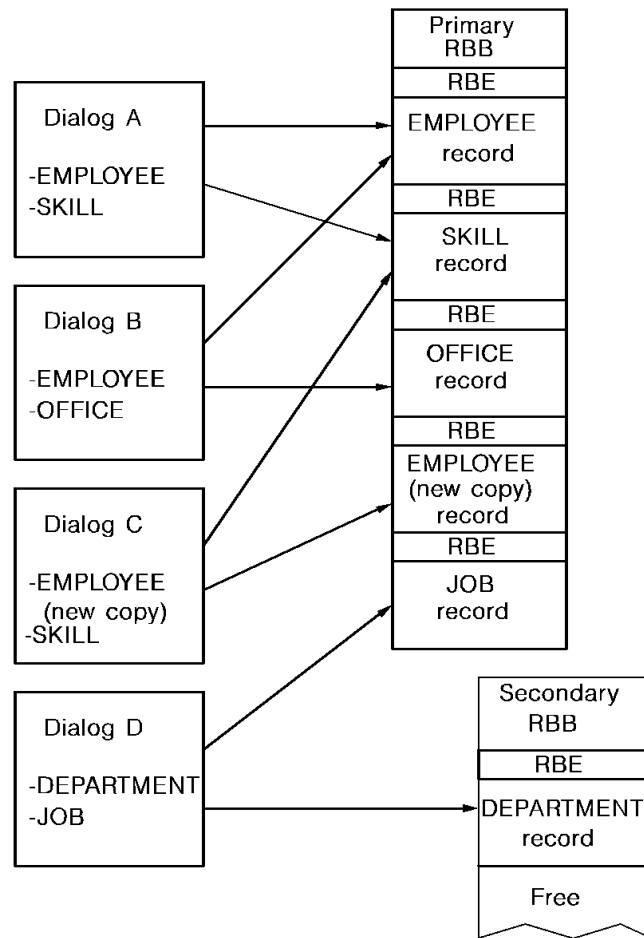 Dialog A
-EMPLOYEE
-SKILL
Dialog B
-EMPLOYEE
-OFFICE
Dialog C
-EMPLOYEE
(new copy)
-SKILL
Dialog D
-DEPARTMENT
-JOB
Primary
RBB
RBE
EMPLOYEE
record
RBE
SKILL
record
RBE
OFFICE
record
RBE
EMPLOYEE
(new copy)
record
RBE
JOB
record
Secondary
RBB
RBE
DEPARTMENT
record
Free